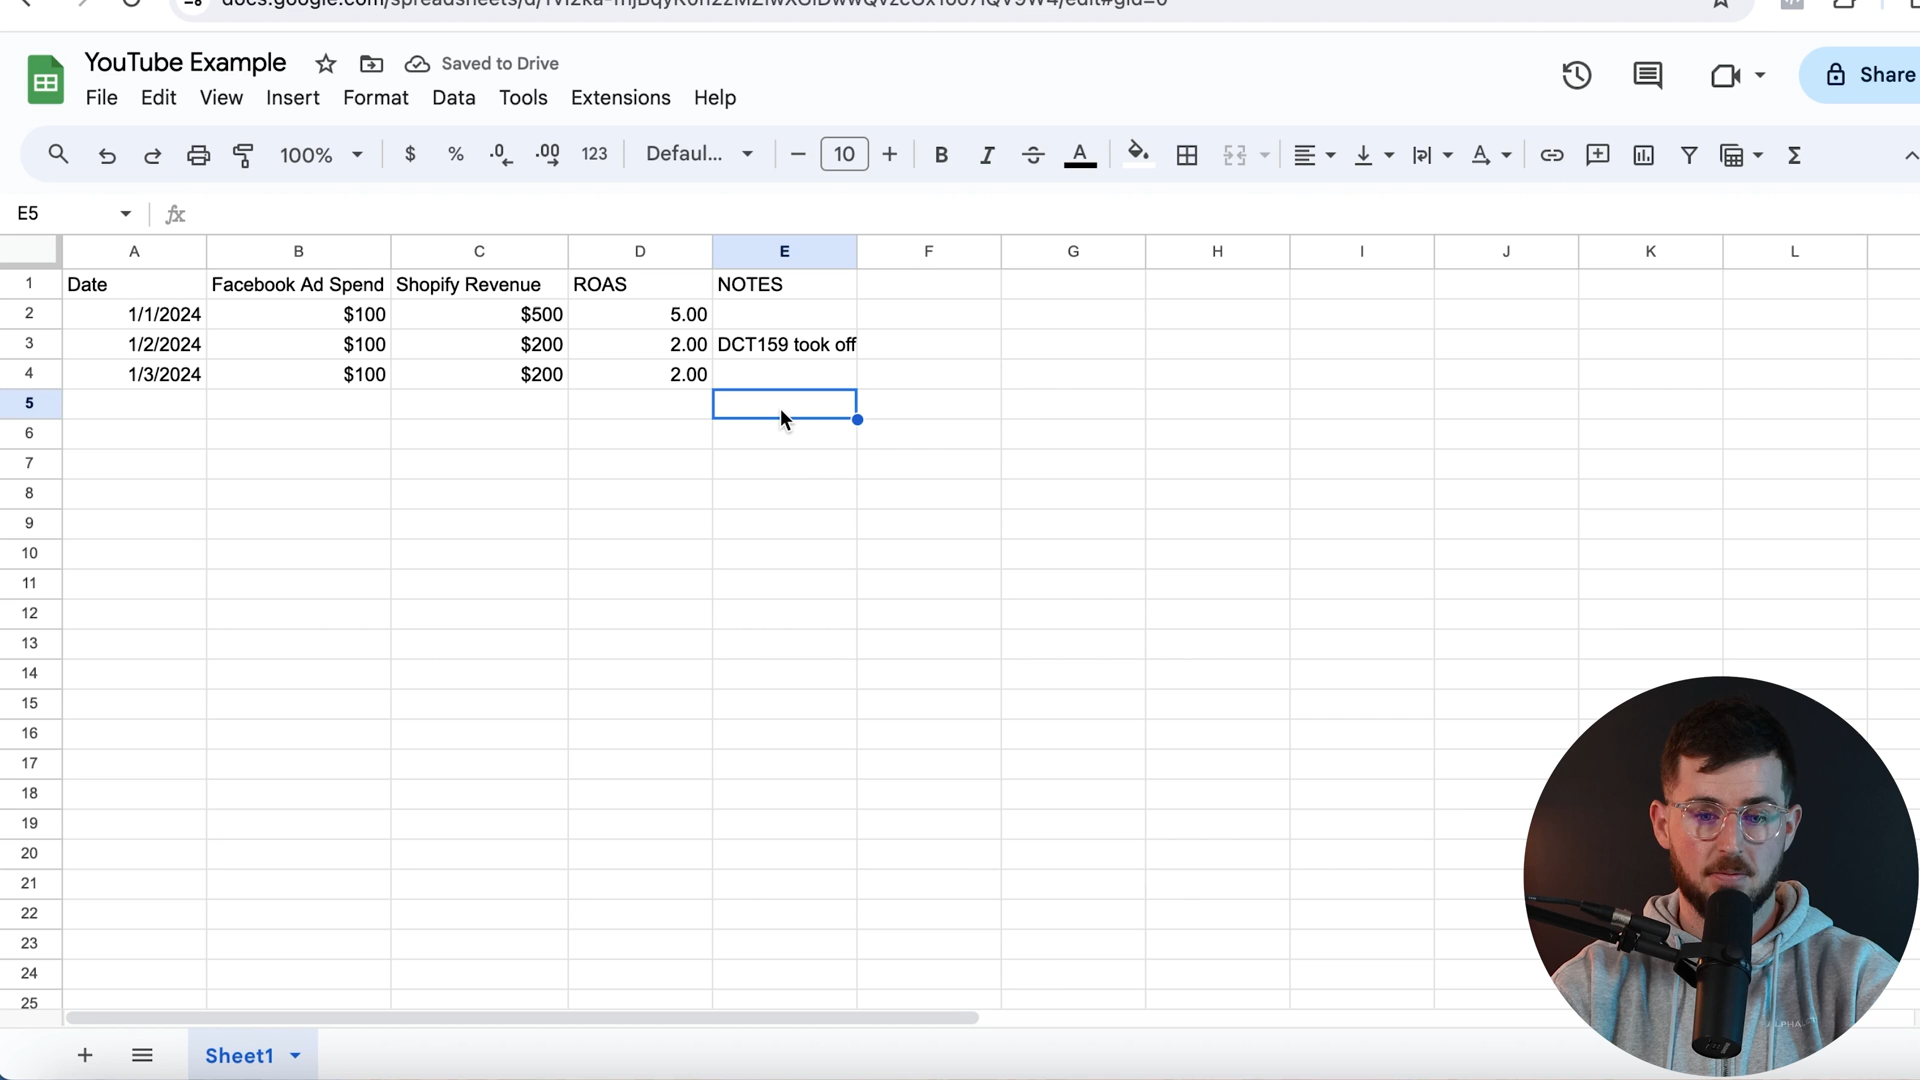 YouTube Example
Saved to Drive
Share
File Edit View Insert Format Data Tools Extensions Help
100% $ % .0 .00 123 Defaul... 10 B I A
E5 fx
A B C D E F G H I J K L
1 Date Facebook Ad Spend Shopify Revenue ROAS NOTES
2 1/1/2024 $100 $500 5.00
3 1/2/2024 $100 $200 2.00 DCT159 took off
4 1/3/2024 $100 $200 2.00
5
6
7
8
9
10
11
12
13
14
15
16
17
18
19
20
21
22
23
24
25
Sheet1